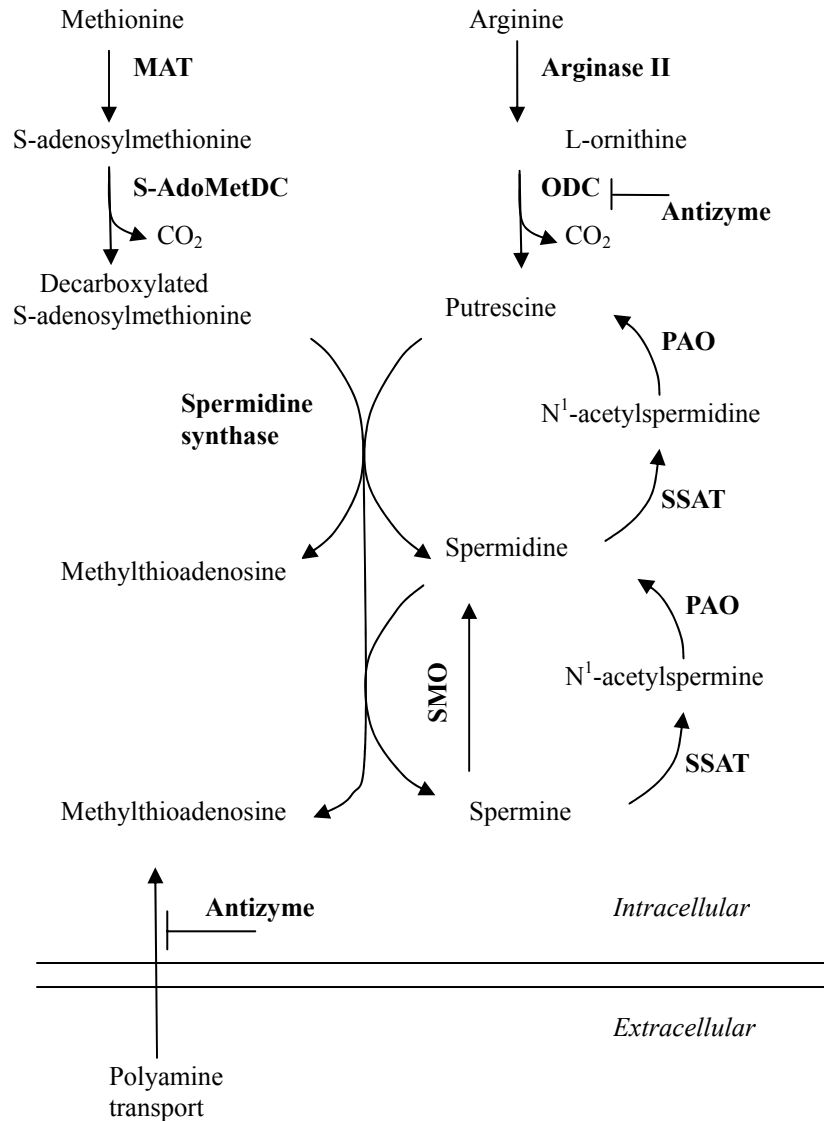 Methionine
Arginine
MAT
Arginase II
S-adenosylmethionine
L-ornithine
S-AdoMetDC
ODC
Antizyme
CO2
CO2
Decarboxylated
S-adenosylmethionine
Putrescine
PAO
Spermidine
synthase
N1-acetylspermidine
SSAT
Methylthioadenosine
Spermidine
PAO
SMO
N1-acetylspermine
SSAT
Methylthioadenosine
Spermine
Antizyme
Intracellular
Extracellular
Polyamine
transport